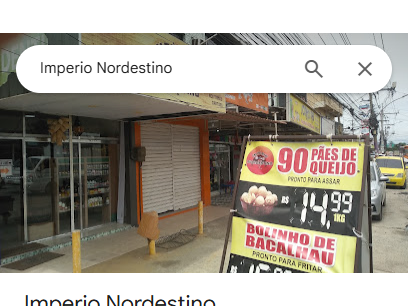 Imperio Nordestino
90 PÃES DE
QUEIJO
PRONTO PARA ASSAR
R$ 14,99
1KG
BOLINHO DE
BACALHAU
PRONTO PARA FRITAR
Imperio Nordestino